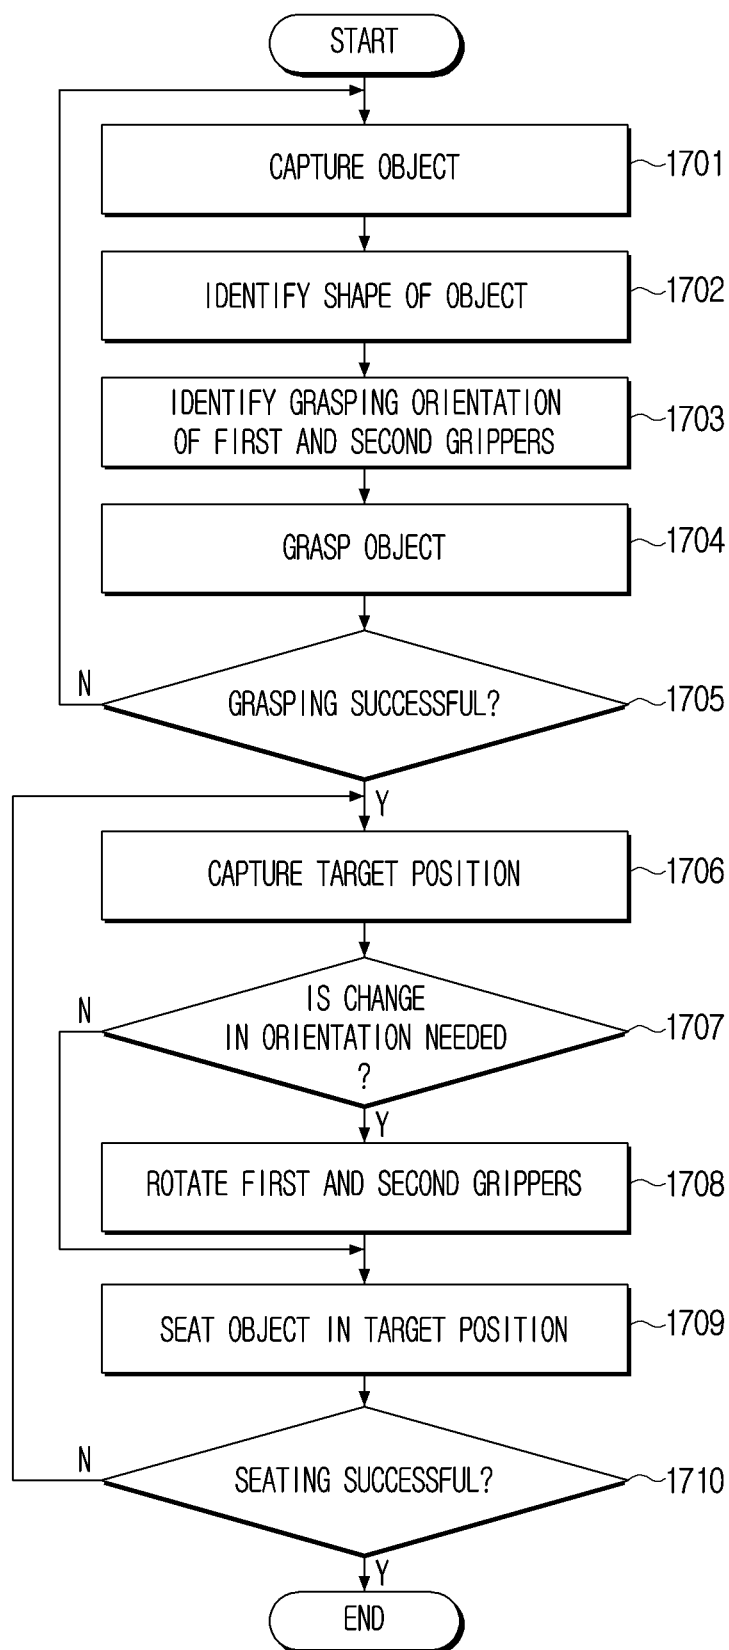 START
CAPTURE OBJECT
1701
IDENTIFY SHAPE OF OBJECT
1702
IDENTIFY GRASPING ORIENTATION
OF FIRST AND SECOND GRIPPERS
1703
GRASP OBJECT
1704
N
GRASPING SUCCESSFUL?
1705
Y
CAPTURE TARGET POSITION
1706
N
IS CHANGE
IN ORIENTATION NEEDED
?
1707
Y
ROTATE FIRST AND SECOND GRIPPERS
1708
SEAT OBJECT IN TARGET POSITION
1709
N
SEATING SUCCESSFUL?
1710
Y
END